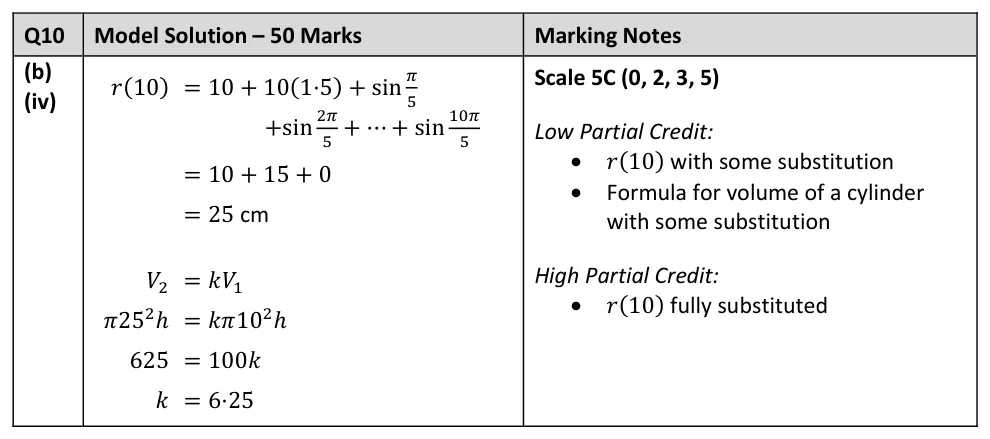 Q10 Model Solution – 50 Marks Marking Notes
(b)
(iv)
r(10) = 10 + 10(1·5) + sin π/5
+sin 2π/5 + ⋯ + sin 10π/5
= 10 + 15 + 0
= 25 cm
V₂ = kV₁
π25²h = kπ10²h
625 = 100k
k = 6·25
Scale 5C (0, 2, 3, 5)
Low Partial Credit:
• r(10) with some substitution
• Formula for volume of a cylinder
with some substitution
High Partial Credit:
• r(10) fully substituted